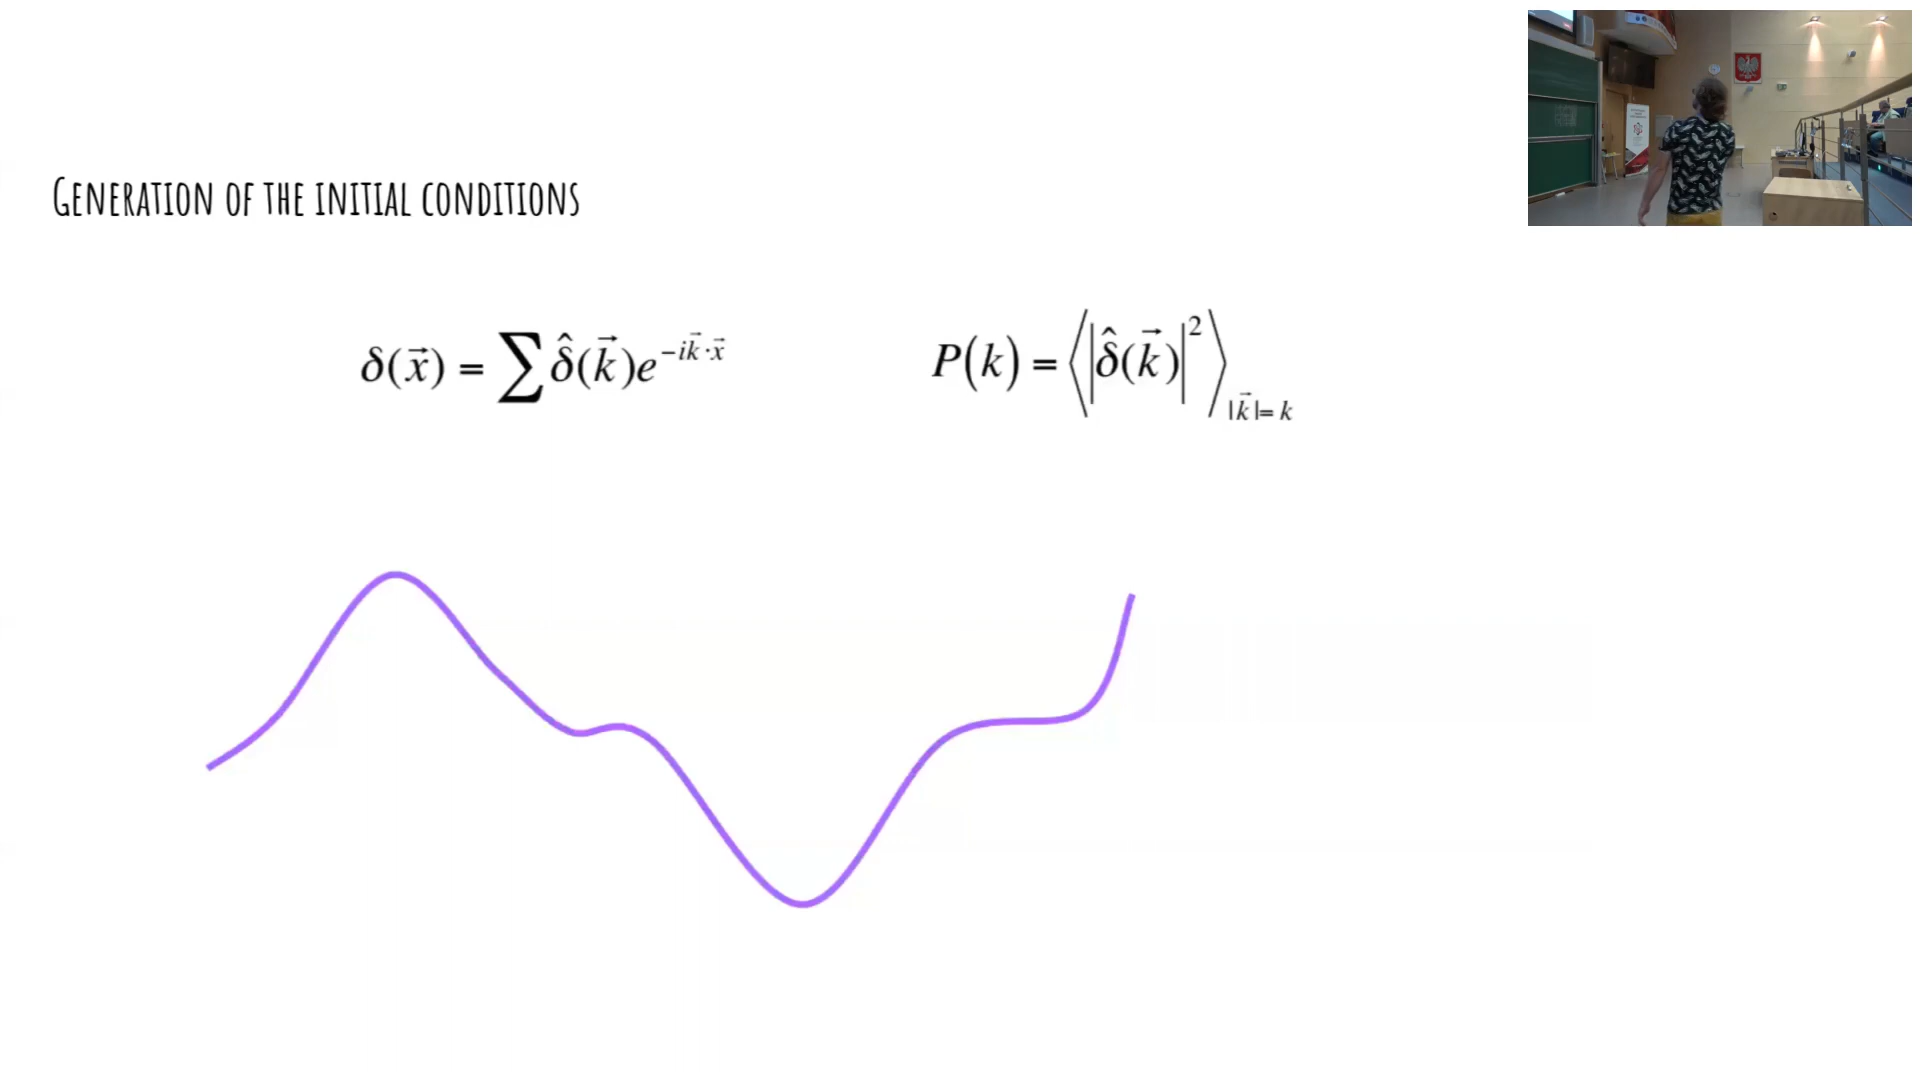 GENERATION OF THE INITIAL CONDITIONS
δ(x⃗) = ∑ δ̂(k⃗)e^{-ik⃗·x⃗}
P(k) = ⟨|δ̂(k⃗)|²⟩_{|k⃗|=k}